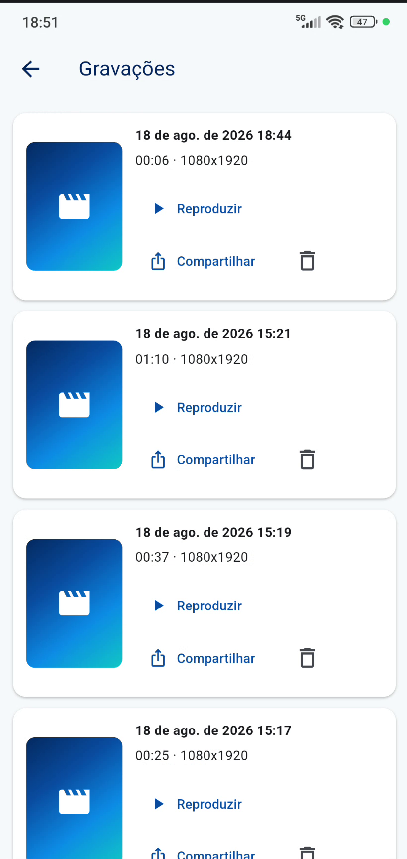 18:51
5G
47
Gravações
18 de ago. de 2026 18:44
00:06 · 1080x1920
Reproduzir
Compartilhar
18 de ago. de 2026 15:21
01:10 · 1080x1920
Reproduzir
Compartilhar
18 de ago. de 2026 15:19
00:37 · 1080x1920
Reproduzir
Compartilhar
18 de ago. de 2026 15:17
00:25 · 1080x1920
Reproduzir
Compartilhar